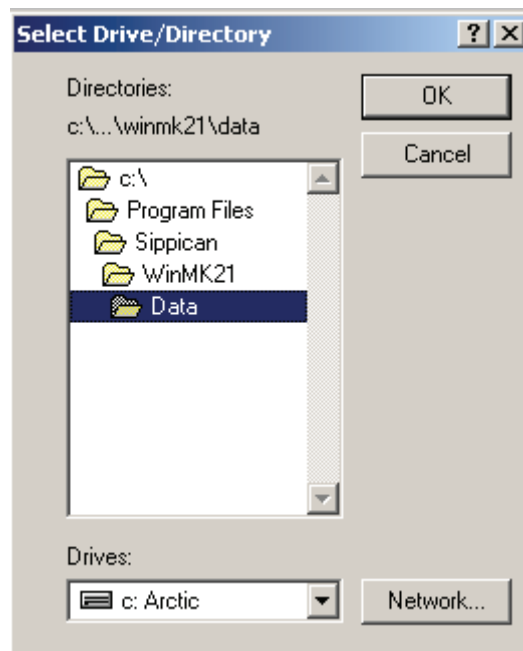 Select Drive/Directory
Directories:
c:\...\winmk21\data
OK
Cancel
c:\
Program Files
Sippican
WinMK21
Data
Drives:
c: Arctic
Network...